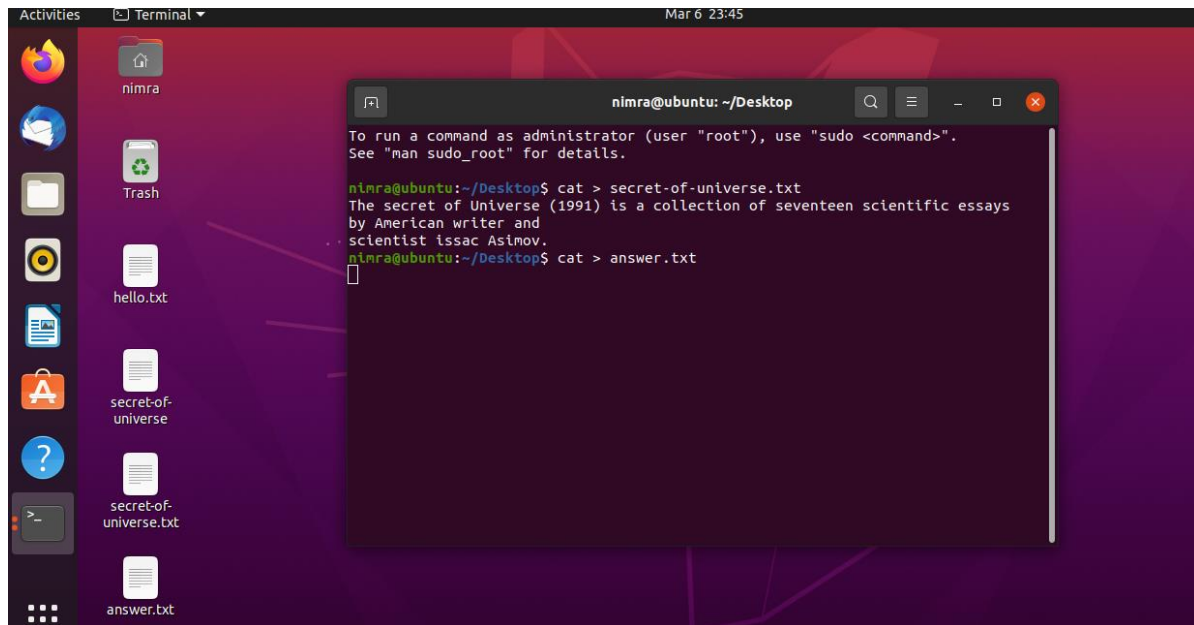 Activities
Terminal
Mar 6 23:45
nimra
Trash
hello.txt
secret-of-
universe
secret-of-
universe.txt
answer.txt
nimra@ubuntu: ~/Desktop
To run a command as administrator (user "root"), use "sudo <command>".
See "man sudo_root" for details.
nimra@ubuntu:~/Desktop$ cat > secret-of-universe.txt
The secret of Universe (1991) is a collection of seventeen scientific essays
by American writer and
scientist issac Asimov.
nimra@ubuntu:~/Desktop$ cat > answer.txt